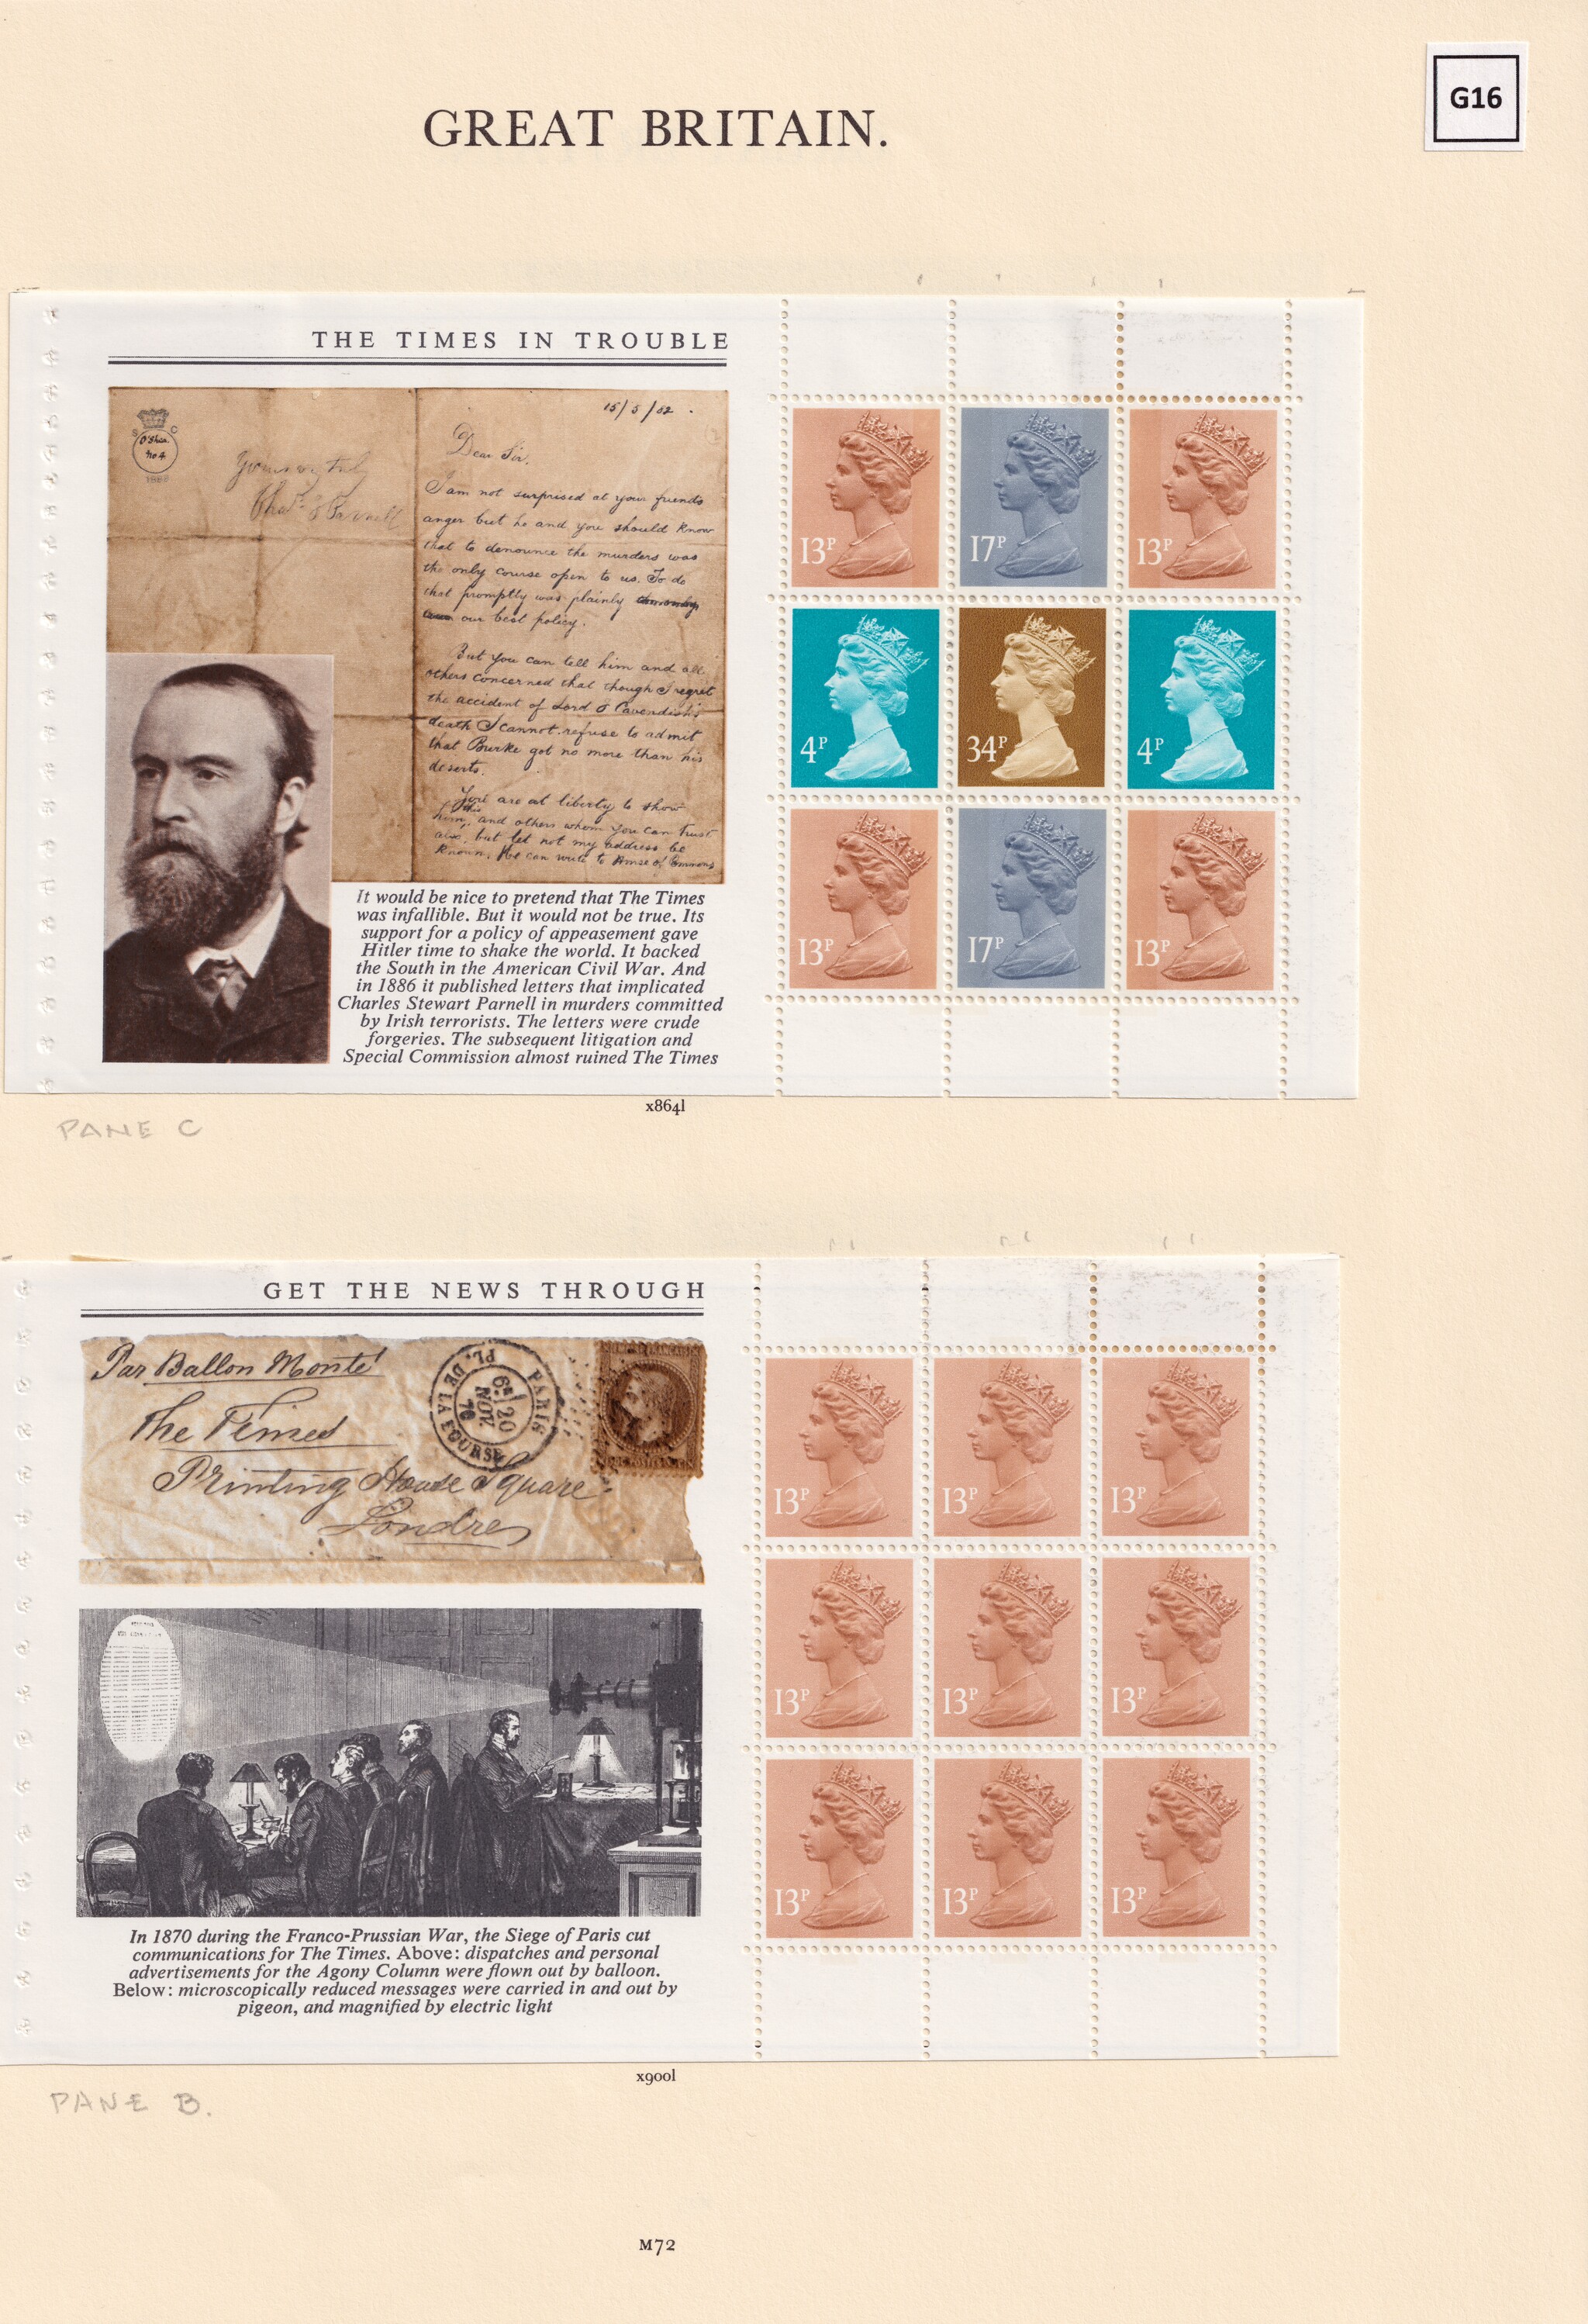 GREAT BRITAIN.
G16
THE TIMES IN TROUBLE
15/5/82.
S C
O'Shea
No 4
1888
Yours very truly
Chas. S Parnell
Dear Sir,
I am not surprised at your friends
anger but he and you should know
that to denounce the murders was
the only course open to us. To do
that promptly was plainly
our best policy.
But you can tell him and all
others concerned that though I regret
the accident of Lord F Cavendish's
death I cannot refuse to admit
that Burke got no more than his
deserts.
You are at liberty to show
him this, and others whom you can trust
also, but let not my address be
known. He can write to House of Commons
It would be nice to pretend that The Times
was infallible. But it would not be true. Its
support for a policy of appeasement gave
Hitler time to shake the world. It backed
the South in the American Civil War. And
in 1886 it published letters that implicated
Charles Stewart Parnell in murders committed
by Irish terrorists. The letters were crude
forgeries. The subsequent litigation and
Special Commission almost ruined The Times
13P 17P 13P
4P 34P 4P
13P 17P 13P
x864l
PANE C
GET THE NEWS THROUGH
Par Ballon Monté
The Times
Printing House Square
Londres
PARIS
PL. DE LA BOURSE
6E 20
NOV.
70
In 1870 during the Franco-Prussian War, the Siege of Paris cut
communications for The Times. Above: dispatches and personal
advertisements for the Agony Column were flown out by balloon.
Below: microscopically reduced messages were carried in and out by
pigeon, and magnified by electric light
13P 13P 13P
13P 13P 13P
13P 13P 13P
x900l
PANE B.
M72